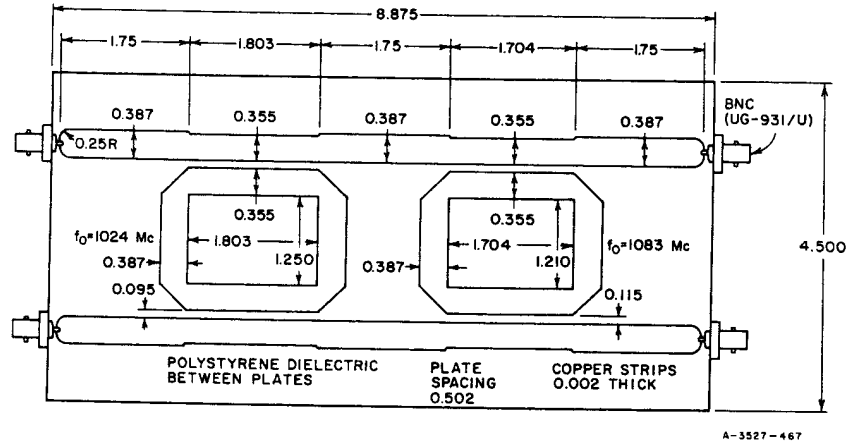 8.875
1.75 1.803 1.75 1.704 1.75
0.387 0.355 0.387 0.355 0.387
BNC
(UG-931/U)
0.25R
0.355 0.355
f₀=1024 Mc 1.803 1.250 1.704 1.210 f₀=1083 Mc
4.500
0.387 0.387
0.095 0.115
POLYSTYRENE DIELECTRIC
BETWEEN PLATES
PLATE
SPACING
0.502
COPPER STRIPS
0.002 THICK
A-3527-467